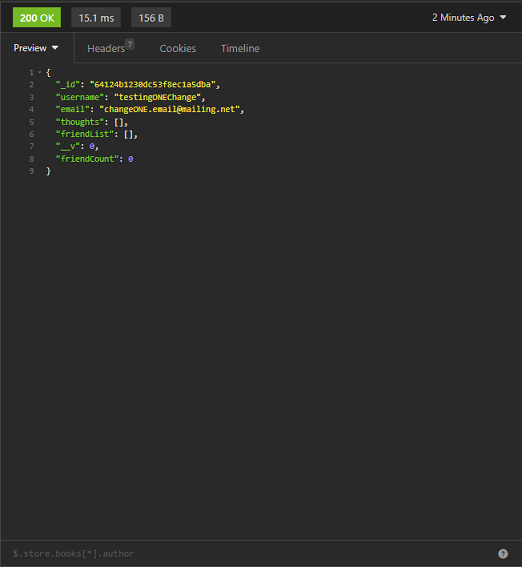 200 OK 15.1 ms 156 B 2 Minutes Ago
Preview Headers 7 Cookies Timeline
1 {
2 "_id": "64124b1230dc53f8ec1a5dba",
3 "username": "testingONEChange",
4 "email": "changeONE.email@mailing.net",
5 "thoughts": [],
6 "friendList": [],
7 "__v": 0,
8 "friendCount": 0
9 }
$.store.books[*].author ?